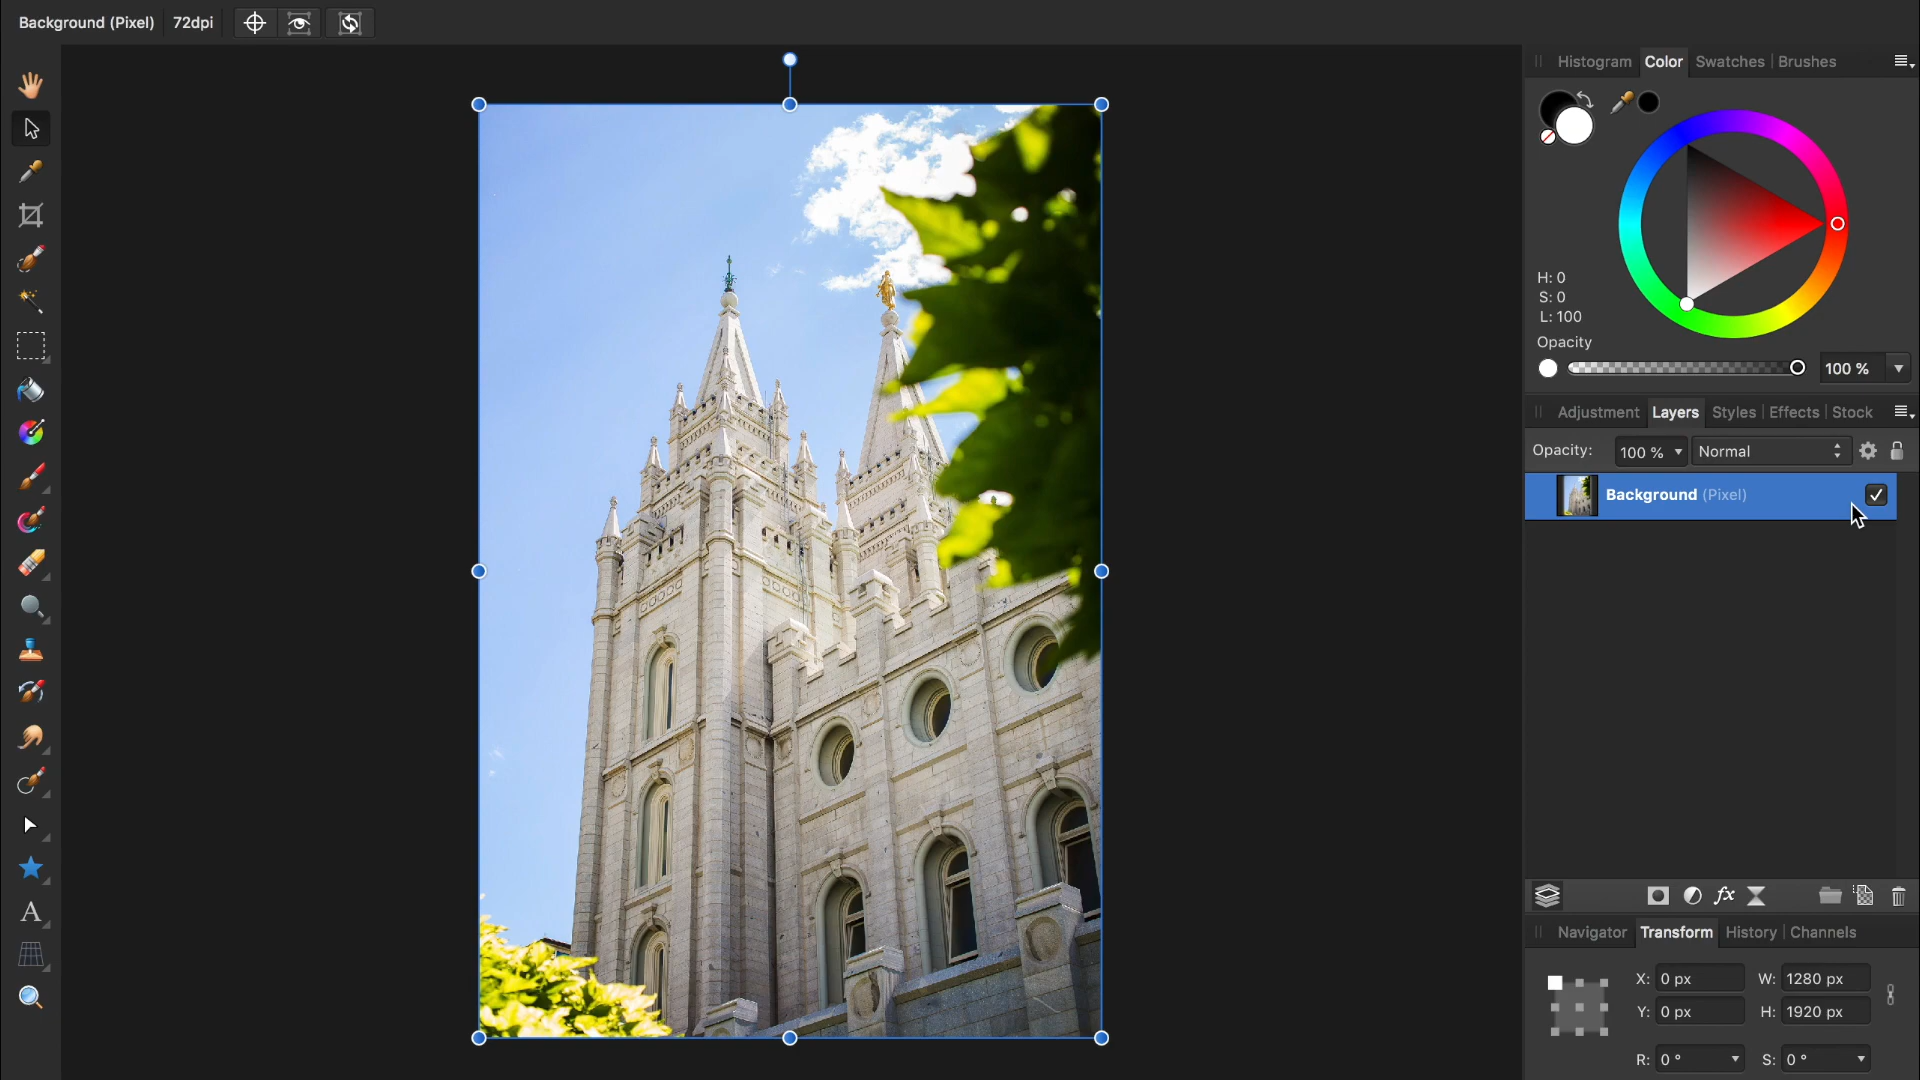 Background (Pixel) 72dpi
Histogram Color Swatches Brushes
H: 0
S: 0
L: 100
Opacity
100 %
Adjustment Layers Styles Effects Stock
Opacity: 100 % Normal
Background (Pixel)
fx
A
Navigator Transform History Channels
X: 0 px W: 1280 px
Y: 0 px H: 1920 px
R: 0 ° S: 0 °